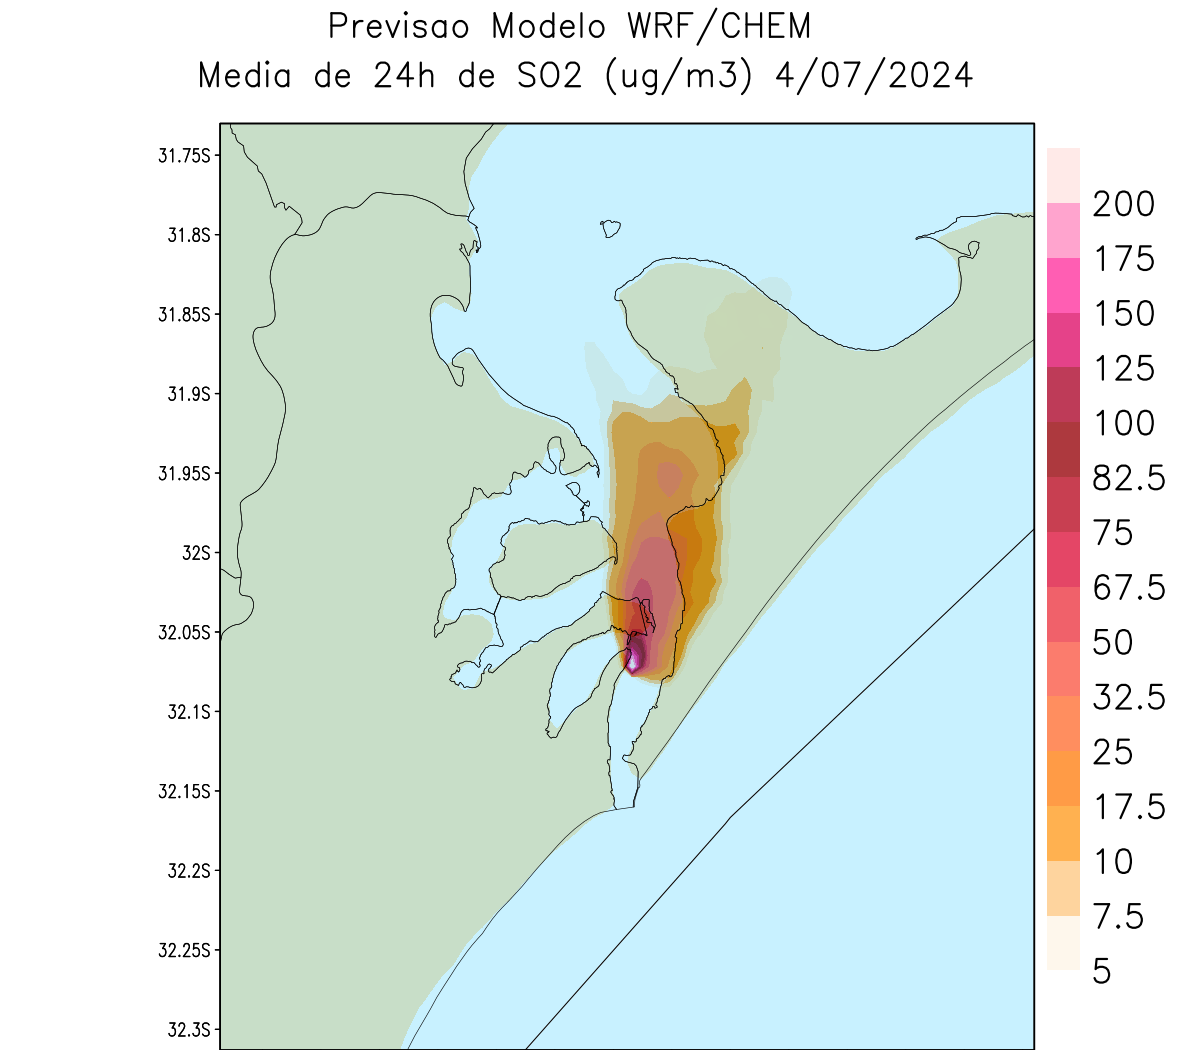 Previsao Modelo WRF/CHEM
Media de 24h de SO2 (ug/m3) 4/07/2024
31.75S
31.8S
31.85S
31.9S
31.95S
32S
32.05S
32.1S
32.15S
32.2S
32.25S
32.3S
200
175
150
125
100
82.5
75
67.5
50
32.5
25
17.5
10
7.5
5